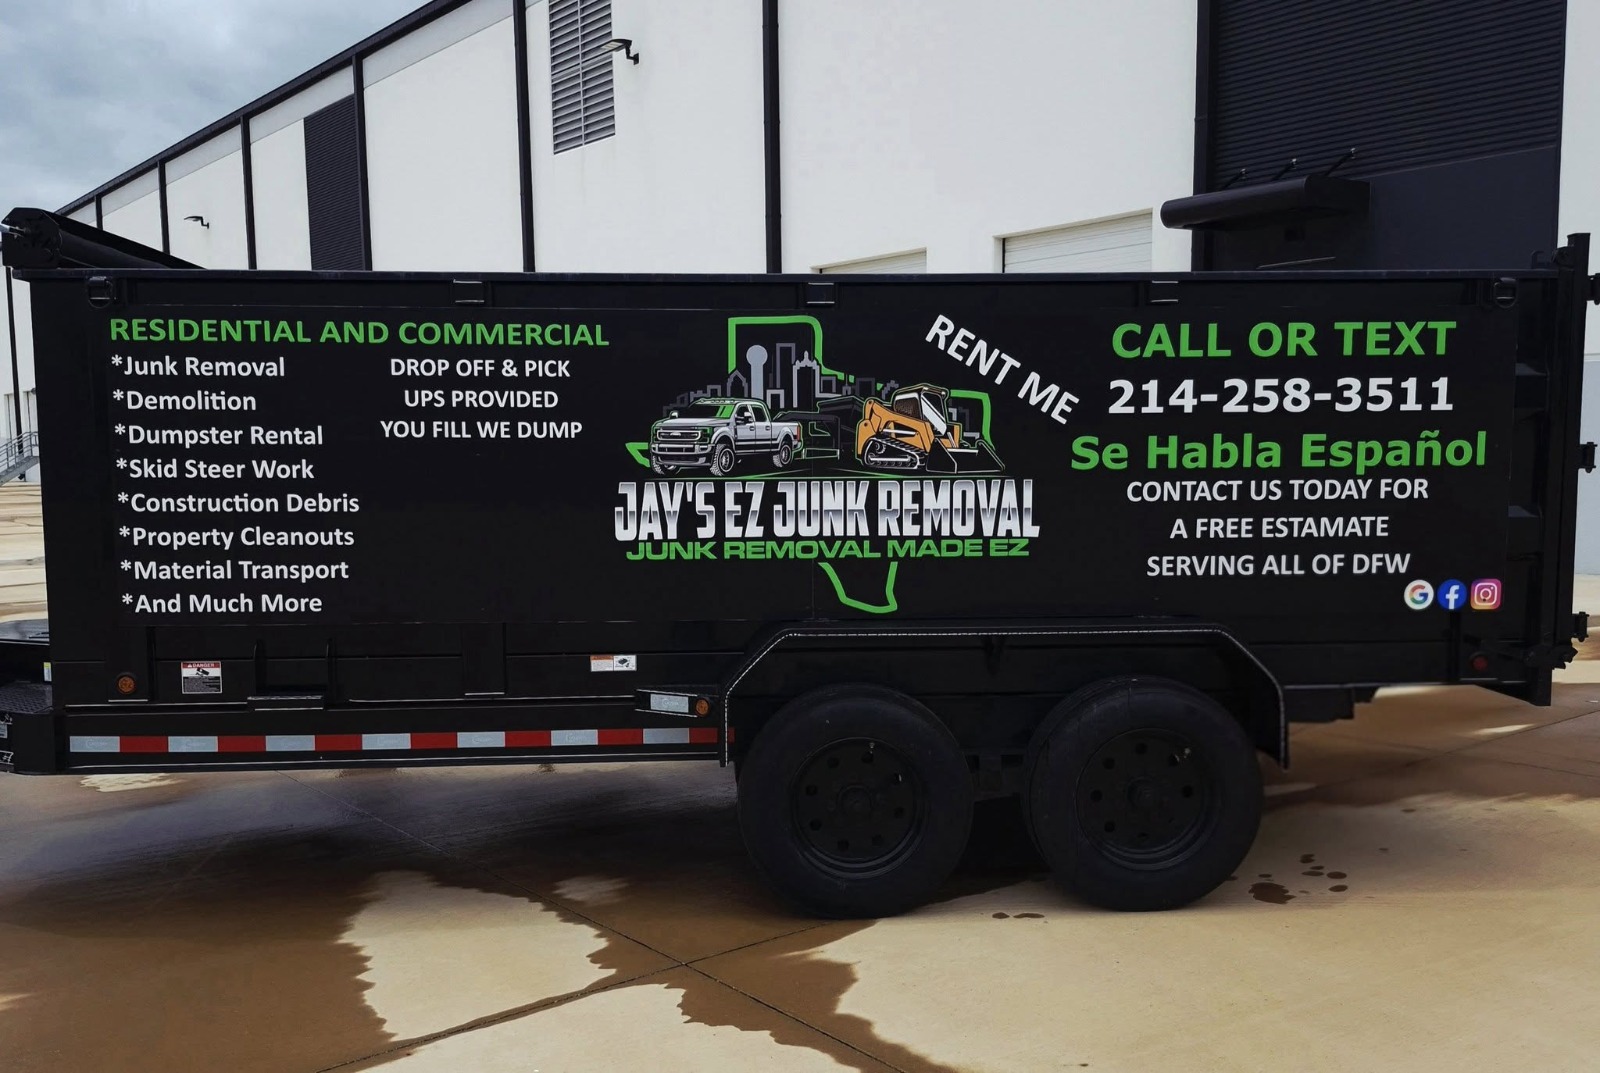 RESIDENTIAL AND COMMERCIAL
*Junk Removal
*Demolition
*Dumpster Rental
*Skid Steer Work
*Construction Debris
*Property Cleanouts
*Material Transport
*And Much More
DROP OFF & PICK
UPS PROVIDED
YOU FILL WE DUMP
JAY'S EZ JUNK REMOVAL
JUNK REMOVAL MADE EZ
RENT ME
CALL OR TEXT
214-258-3511
Se Habla Español
CONTACT US TODAY FOR
A FREE ESTAMATE
SERVING ALL OF DFW
DANGER